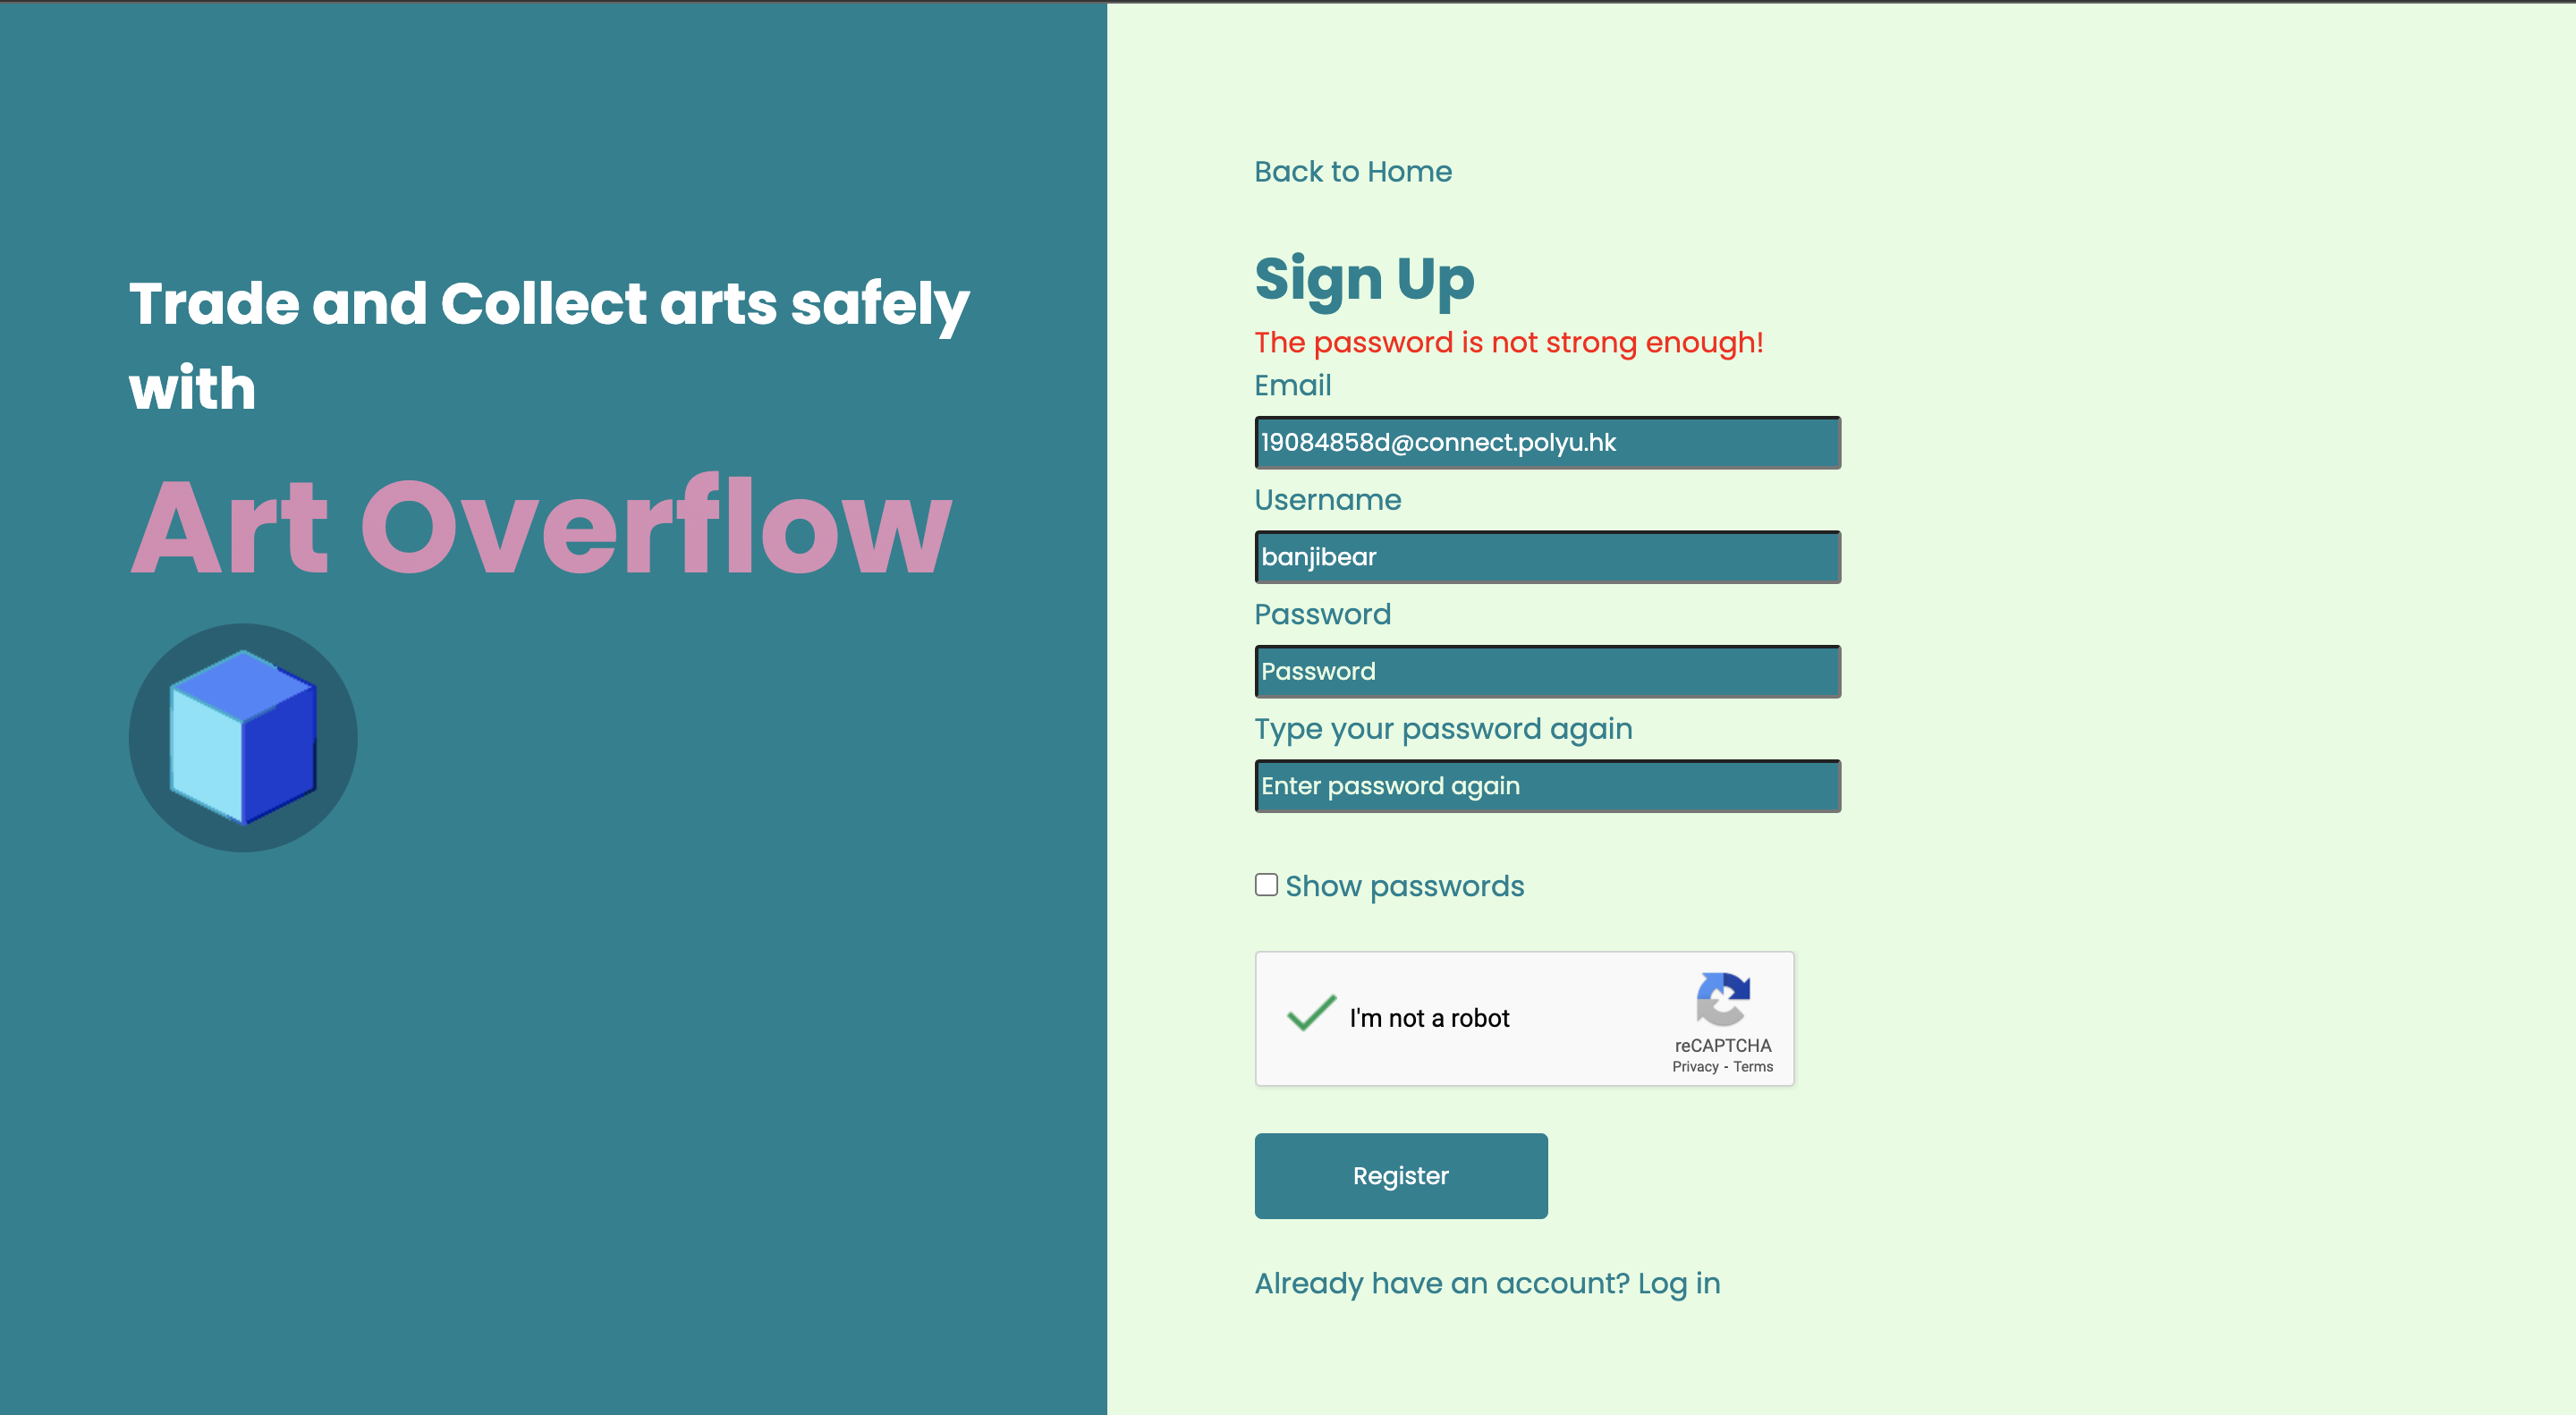 Trade and Collect arts safely
with
Art Overflow
Back to Home
Sign Up
The password is not strong enough!
Email
19084858d@connect.polyu.hk
Username
banjibear
Password
Password
Type your password again
Enter password again
Show passwords
I'm not a robot
reCAPTCHA
Privacy - Terms
Register
Already have an account? Log in